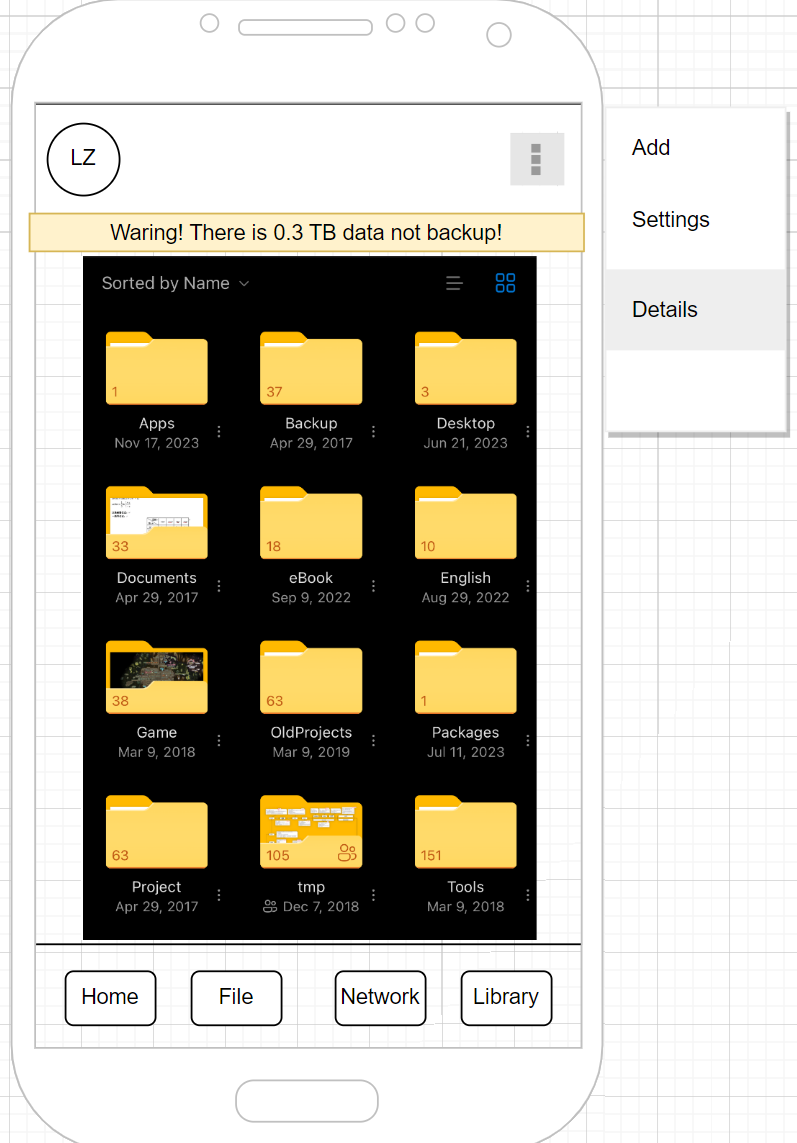 LZ
Add
Settings
Details
Waring! There is 0.3 TB data not backup!
Sorted by Name
1
37
3
Apps
Backup
Desktop
Nov 17, 2023
Apr 29, 2017
Jun 21, 2023
33
18
10
Documents
eBook
English
Apr 29, 2017
Sep 9, 2022
Aug 29, 2022
38
63
1
Game
OldProjects
Packages
Mar 9, 2018
Mar 9, 2019
Jul 11, 2023
63
105
151
Project
tmp
Tools
Apr 29, 2017
Dec 7, 2018
Mar 9, 2018
Home
File
Network
Library